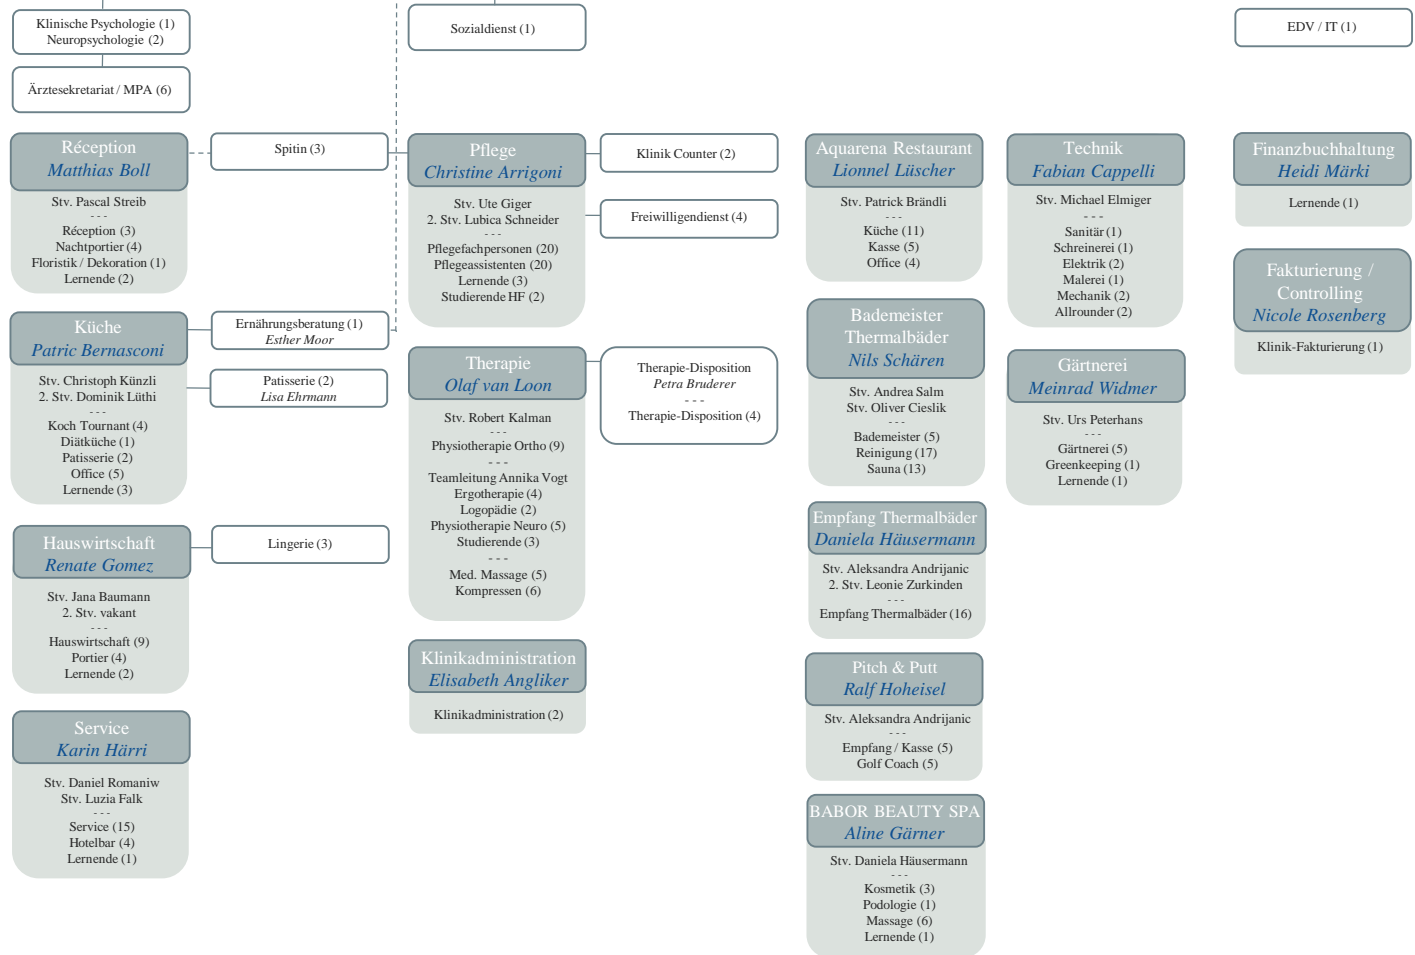 Klinische Psychologie (1)
Neuropsychologie (2)
Ärztesekretariat / MPA (6)
Sozialdienst (1)
EDV / IT (1)
Réception
Matthias Boll
Stv. Pascal Streib
- - -
Réception (3)
Nachtportier (4)
Floristik / Dekoration (1)
Lernende (2)
Spitin (3)
Küche
Patric Bernasconi
Stv. Christoph Künzli
2. Stv. Dominik Lüthi
- - -
Koch Tournant (4)
Diätküche (1)
Patisserie (2)
Office (5)
Lernende (3)
Ernährungsberatung (1)
Esther Moor
Patisserie (2)
Lisa Ehrmann
Hauswirtschaft
Renate Gomez
Stv. Jana Baumann
2. Stv. vakant
- - -
Hauswirtschaft (9)
Portier (4)
Lernende (2)
Lingerie (3)
Service
Karin Härri
Stv. Daniel Romaniw
Stv. Luzia Falk
- - -
Service (15)
Hotelbar (4)
Lernende (1)
Pflege
Christine Arrigoni
Stv. Ute Giger
2. Stv. Lubica Schneider
- - -
Pflegefachpersonen (20)
Pflegeassistenten (20)
Lernende (3)
Studierende HF (2)
Klinik Counter (2)
Freiwilligendienst (4)
Therapie
Olaf van Loon
Stv. Robert Kalman
- - -
Physiotherapie Ortho (9)
- - -
Teamleitung Annika Vogt
Ergotherapie (4)
Logopädie (2)
Physiotherapie Neuro (5)
Studierende (3)
- - -
Med. Massage (5)
Kompressen (6)
Therapie-Disposition
Petra Bruderer
- - -
Therapie-Disposition (4)
Klinikadministration
Elisabeth Angliker
Klinikadministration (2)
Aquarena Restaurant
Lionnel Lüscher
Stv. Patrick Brändli
- - -
Küche (11)
Kasse (5)
Office (4)
Bademeister
Thermalbäder
Nils Schären
Stv. Andrea Salm
Stv. Oliver Cieslik
- - -
Bademeister (5)
Reinigung (17)
Sauna (13)
Empfang Thermalbäder
Daniela Häusermann
Stv. Aleksandra Andrijanic
2. Stv. Leonie Zurkinden
- - -
Empfang Thermalbäder (16)
Pitch & Putt
Ralf Hoheisel
Stv. Aleksandra Andrijanic
- - -
Empfang / Kasse (5)
Golf Coach (5)
BABOR BEAUTY SPA
Aline Gärner
Stv. Daniela Häusermann
- - -
Kosmetik (3)
Podologie (1)
Massage (6)
Lernende (1)
Technik
Fabian Cappelli
Stv. Michael Elmiger
- - -
Sanitär (1)
Schreinerei (1)
Elektrik (2)
Malerei (1)
Mechanik (2)
Allrounder (2)
Gärtnerei
Meinrad Widmer
Stv. Urs Peterhans
- - -
Gärtnerei (5)
Greenkeeping (1)
Lernende (1)
Finanzbuchhaltung
Heidi Märki
Lernende (1)
Fakturierung /
Controlling
Nicole Rosenberg
Klinik-Fakturierung (1)